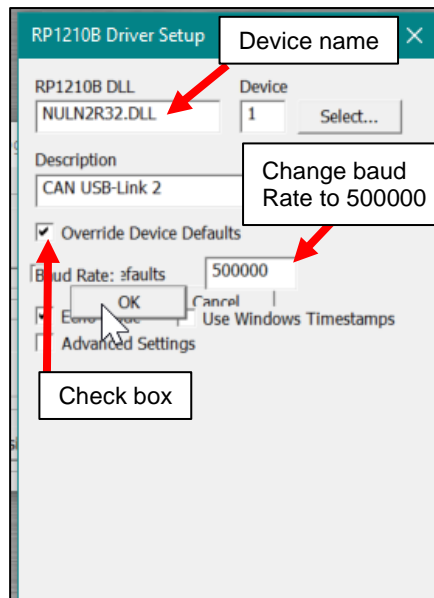 RP1210B Driver Setup
Device name
RP1210B DLL
Device
NULN2R32.DLL
1
Select...
Description
CAN USB-Link 2
Change baud
Rate to 500000
Override Device Defaults
Baud Rate:
500000
OK
Cancel
Use Windows Timestamps
Advanced Settings
Check box